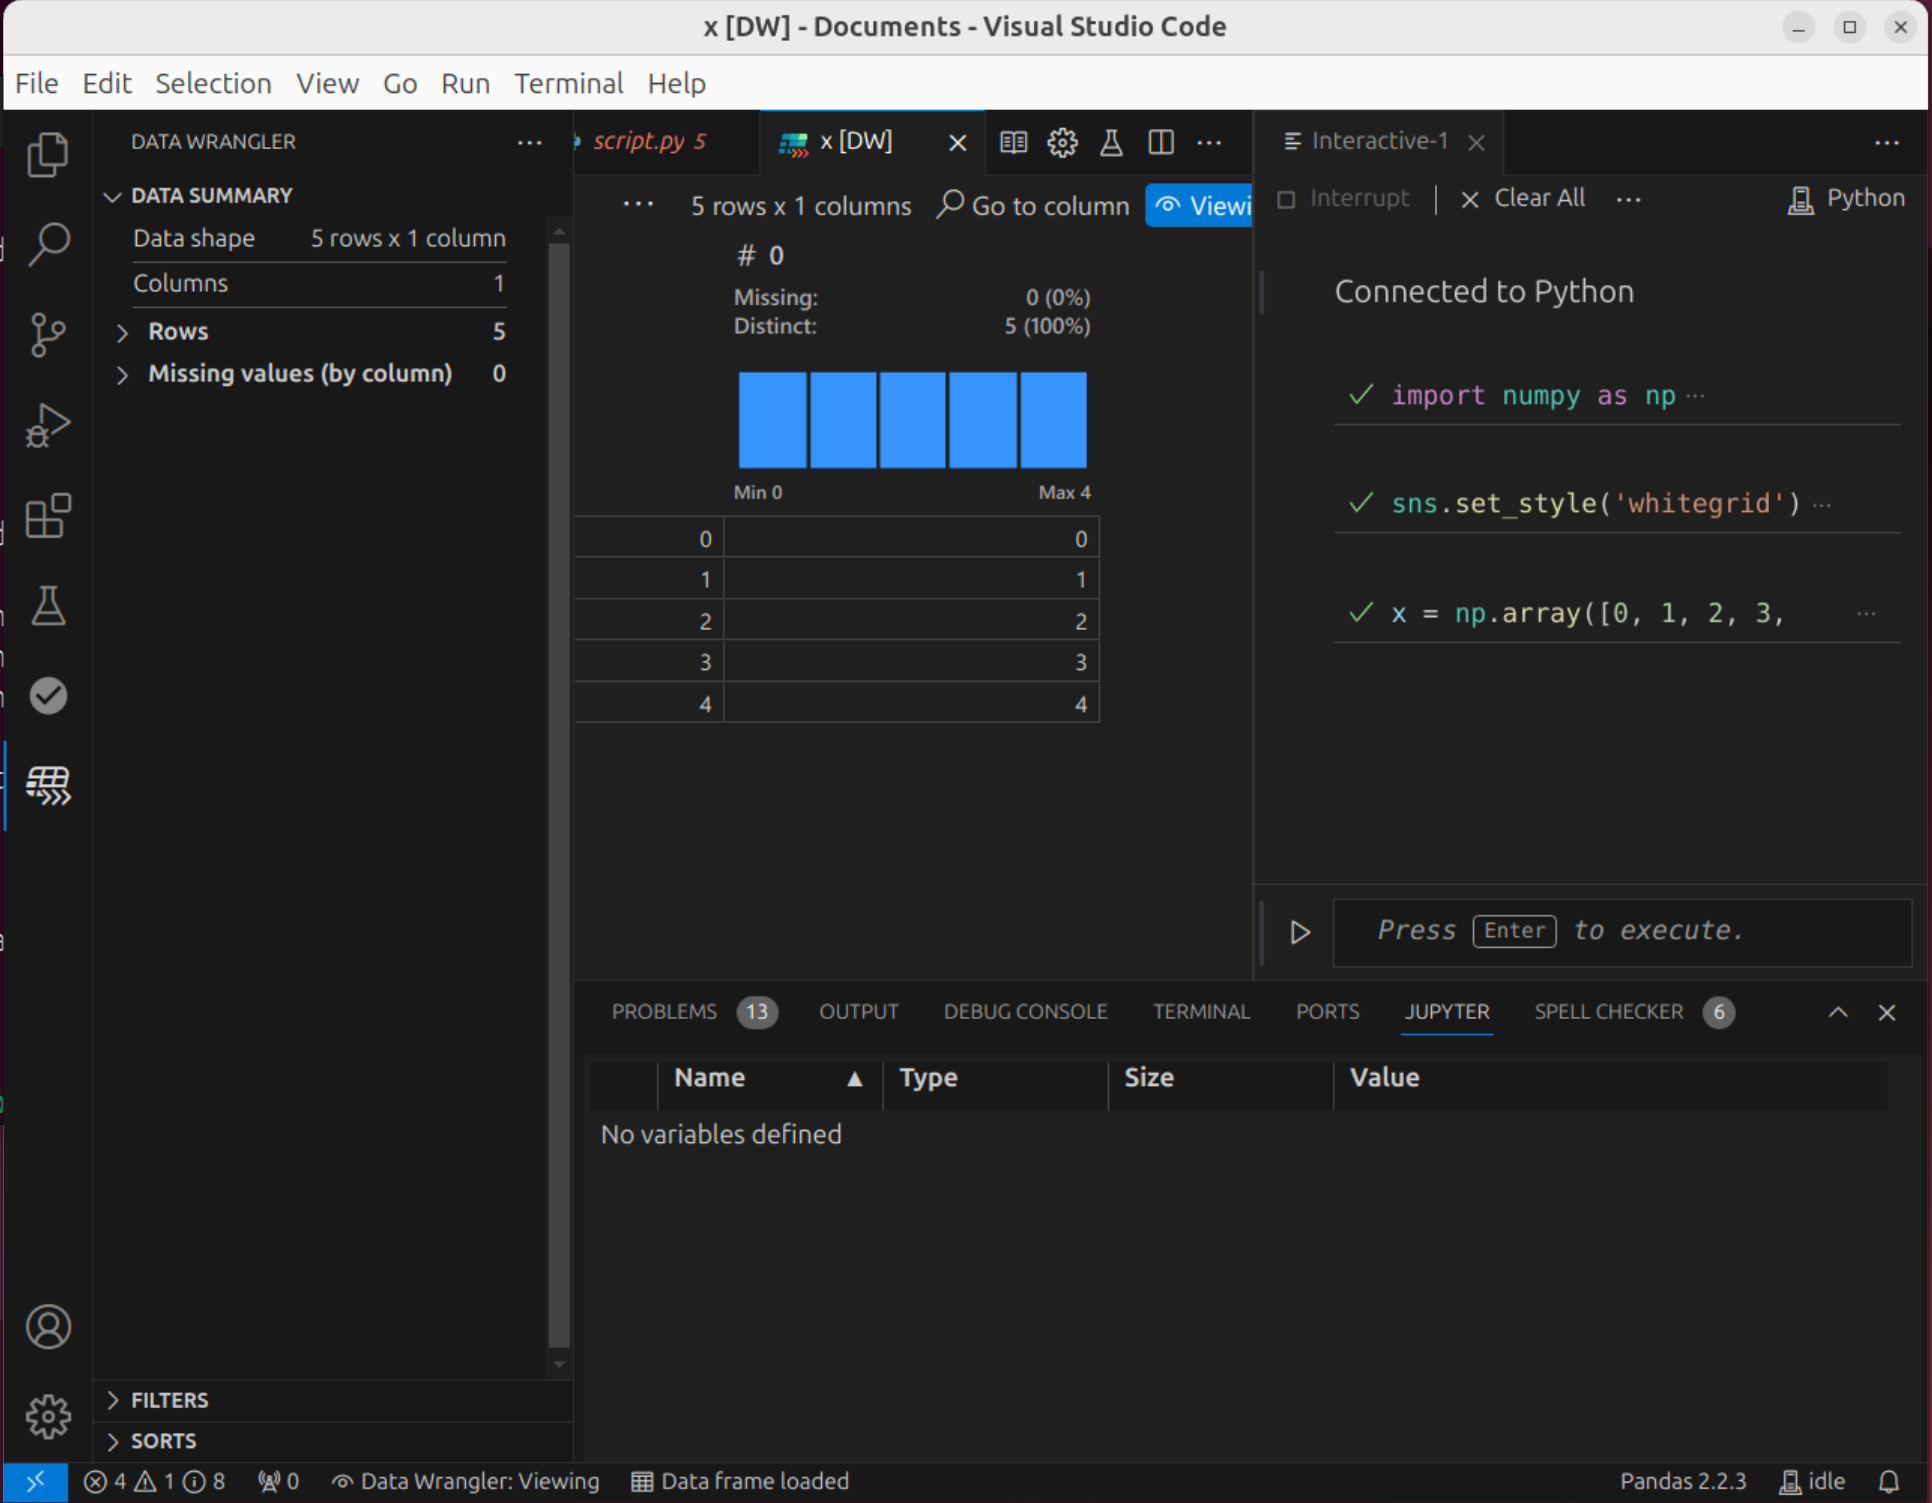 x [DW] - Documents - Visual Studio Code
File Edit Selection View Go Run Terminal Help
DATA WRANGLER
DATA SUMMARY
Data shape 5 rows x 1 column
Columns 1
Rows 5
Missing values (by column) 0
FILTERS
SORTS
script.py 5
x [DW]
5 rows x 1 columns Go to column Viewi
# 0
Missing: 0 (0%)
Distinct: 5 (100%)
Min 0 Max 4
0 0
1 1
2 2
3 3
4 4
Interactive-1
Interrupt | Clear All ... Python
Connected to Python
import numpy as np ...
sns.set_style('whitegrid') ...
x = np.array([0, 1, 2, 3, ...
Press Enter to execute.
PROBLEMS 13 OUTPUT DEBUG CONSOLE TERMINAL PORTS JUPYTER SPELL CHECKER 6
Name ▲ Type Size Value
No variables defined
4 1 8 0 Data Wrangler: Viewing Data frame loaded Pandas 2.2.3 idle